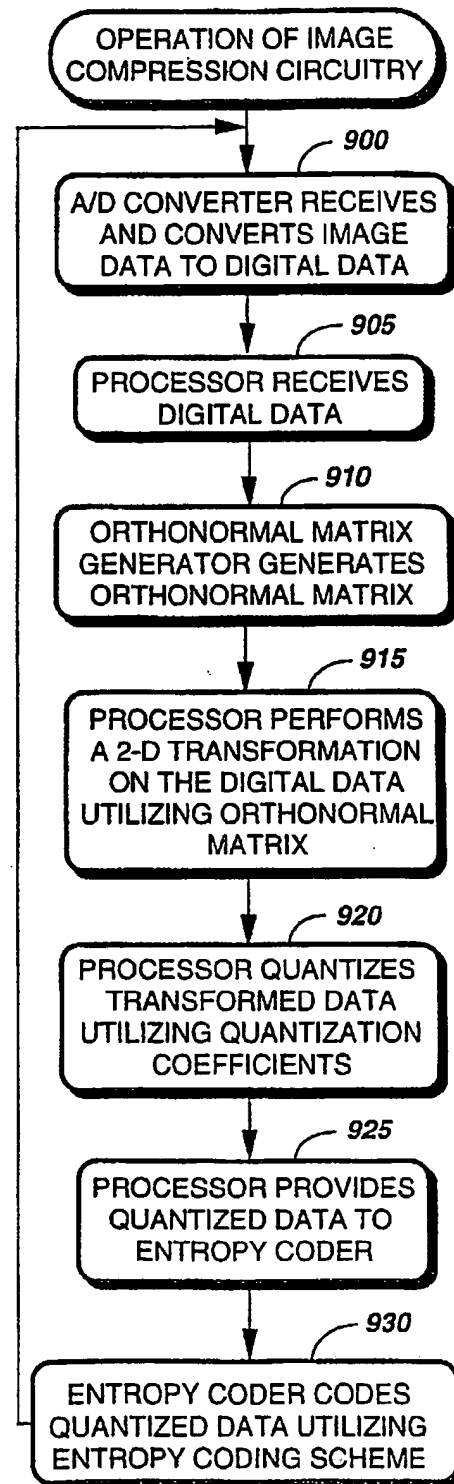 OPERATION OF IMAGE
COMPRESSION CIRCUITRY
900
A/D CONVERTER RECEIVES
AND CONVERTS IMAGE
DATA TO DIGITAL DATA
905
PROCESSOR RECEIVES
DIGITAL DATA
910
ORTHONORMAL MATRIX
GENERATOR GENERATES
ORTHONORMAL MATRIX
915
PROCESSOR PERFORMS
A 2-D TRANSFORMATION
ON THE DIGITAL DATA
UTILIZING ORTHONORMAL
MATRIX
920
PROCESSOR QUANTIZES
TRANSFORMED DATA
UTILIZING QUANTIZATION
COEFFICIENTS
925
PROCESSOR PROVIDES
QUANTIZED DATA TO
ENTROPY CODER
930
ENTROPY CODER CODES
QUANTIZED DATA UTILIZING
ENTROPY CODING SCHEME